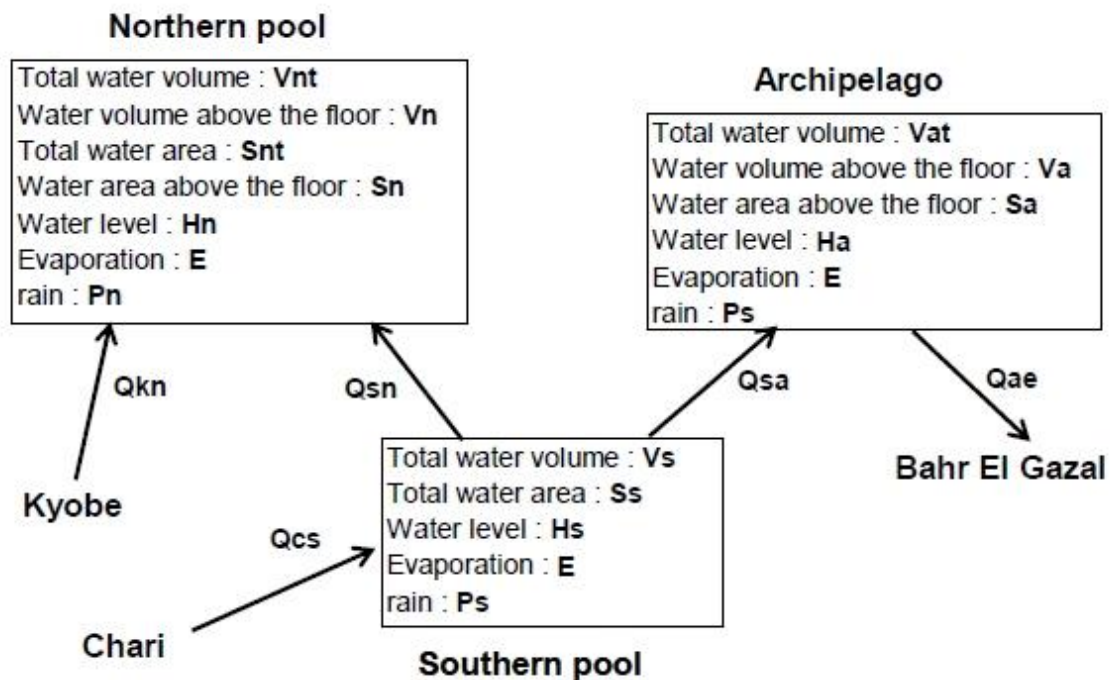 Northern pool
Total water volume : Vnt
Water volume above the floor : Vn
Total water area : Snt
Water area above the floor : Sn
Water level : Hn
Evaporation : E
rain : Pn
Archipelago
Total water volume : Vat
Water volume above the floor : Va
Water area above the floor : Sa
Water level : Ha
Evaporation : E
rain : Ps
Qkn
Qsn
Qsa
Qae
Kyobe
Bahr El Gazal
Total water volume : Vs
Total water area : Ss
Water level : Hs
Evaporation : E
rain : Ps
Qcs
Chari
Southern pool